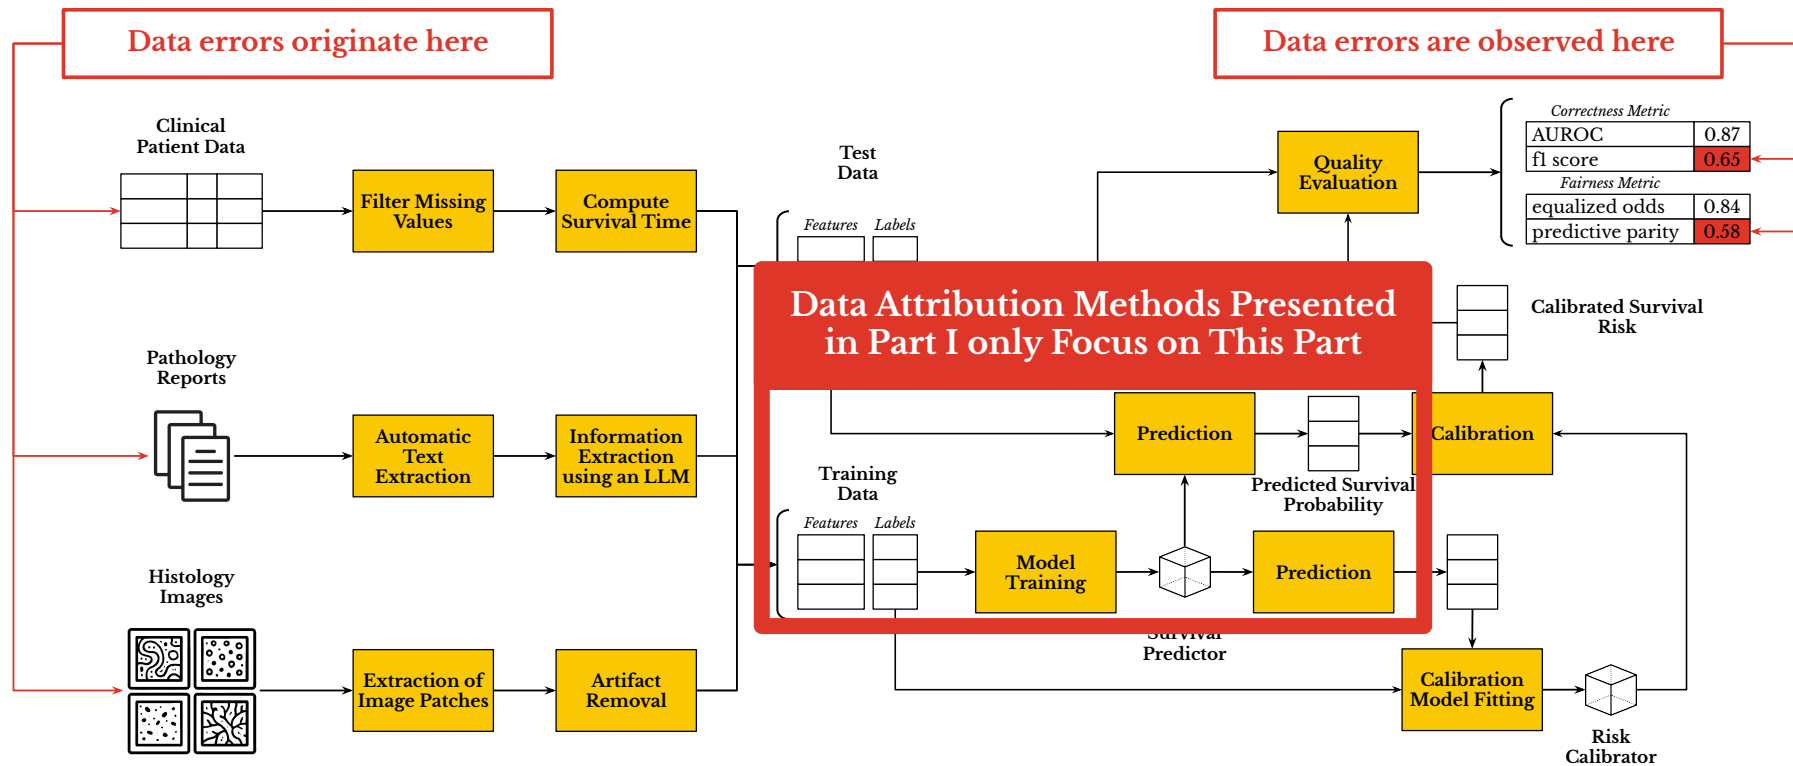 Data errors originate here
Data errors are observed here
Clinical
Patient Data
Filter Missing
Values
Compute
Survival Time
Test
Data
Features
Labels
Quality
Evaluation
Correctness Metric
AUROC 0.87
f1 score 0.65
Fairness Metric
equalized odds 0.84
predictive parity 0.58
Data Attribution Methods Presented
in Part I only Focus on This Part
Calibrated Survival
Risk
Pathology
Reports
Automatic
Text
Extraction
Information
Extraction
using an LLM
Prediction
Calibration
Predicted Survival
Probability
Training
Data
Features
Labels
Model
Training
Prediction
Survival
Predictor
Histology
Images
Extraction of
Image Patches
Artifact
Removal
Calibration
Model Fitting
Risk
Calibrator